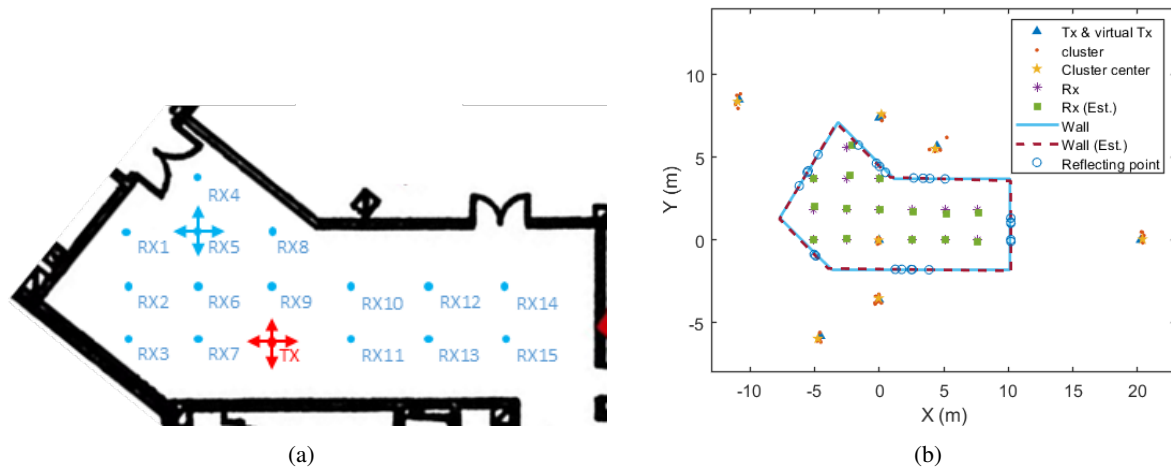 RX4
RX1
RX5
RX8
RX2
RX6
RX9
RX10
RX12
RX14
RX3
RX7
TX
RX11
RX13
RX15
(a)
Tx & virtual Tx
cluster
Cluster center
Rx
Rx (Est.)
Wall
Wall (Est.)
Reflecting point
10
5
0
-5
Y (m)
-10
-5
0
5
10
15
20
X (m)
(b)